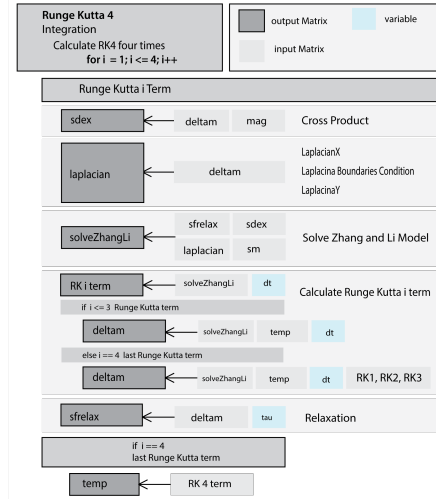 Runge Kutta 4
Integration
Calculate RK4 four times
for i = 1; i <= 4; i++
output Matrix
variable
input Matrix
Runge Kutta i Term
sdex
deltam
mag
Cross Product
laplacian
deltam
LaplacianX
Laplacina Boundaries Condition
LaplacinaY
solveZhangLi
sfrelax
sdex
laplacian
sm
Solve Zhang and Li Model
RK i term
solveZhangLi
dt
Calculate Runge Kutta i term
if i <= 3 Runge Kutta term
deltam
solveZhangLi
temp
dt
else i == 4 last Runge Kutta term
deltam
solveZhangLi
temp
dt
RK1, RK2, RK3
sfrelax
deltam
tau
Relaxation
if i == 4
last Runge Kutta term
temp
RK 4 term